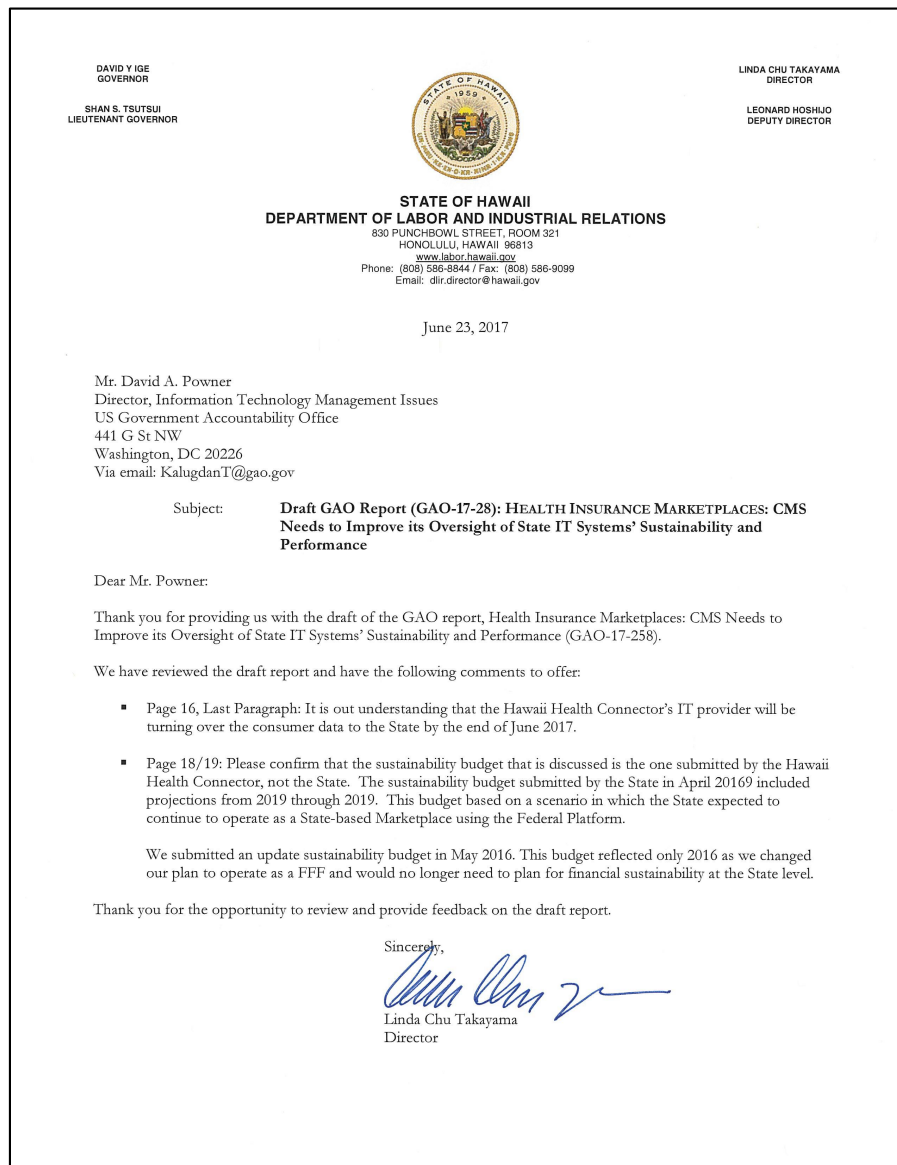 DAVID Y IGE
GOVERNOR
SHAN S. TSUTSUI
LIEUTENANT GOVERNOR
STATE OF HAWAII
1959
LINDA CHU TAKAYAMA
DIRECTOR
LEONARD HOSHIJO
DEPUTY DIRECTOR
STATE OF HAWAII
DEPARTMENT OF LABOR AND INDUSTRIAL RELATIONS
830 PUNCHBOWL STREET, ROOM 321
HONOLULU, HAWAII 96813
www.labor.hawaii.gov
Phone: (808) 586-8844 / Fax: (808) 586-9099
Email: dlir.director@hawaii.gov
June 23, 2017
Mr. David A. Powner
Director, Information Technology Management Issues
US Government Accountability Office
441 G St NW
Washington, DC 20226
Via email: KalugdanT@gao.gov
Subject: Draft GAO Report (GAO-17-28): HEALTH INSURANCE MARKETPLACES: CMS
Needs to Improve its Oversight of State IT Systems' Sustainability and
Performance
Dear Mr. Powner:
Thank you for providing us with the draft of the GAO report, Health Insurance Marketplaces: CMS Needs to
Improve its Oversight of State IT Systems' Sustainability and Performance (GAO-17-258).
We have reviewed the draft report and have the following comments to offer:
▪ Page 16, Last Paragraph: It is out understanding that the Hawaii Health Connector's IT provider will be
turning over the consumer data to the State by the end of June 2017.
▪ Page 18/19: Please confirm that the sustainability budget that is discussed is the one submitted by the Hawaii
Health Connector, not the State. The sustainability budget submitted by the State in April 20169 included
projections from 2019 through 2019. This budget based on a scenario in which the State expected to
continue to operate as a State-based Marketplace using the Federal Platform.
We submitted an update sustainability budget in May 2016. This budget reflected only 2016 as we changed
our plan to operate as a FFF and would no longer need to plan for financial sustainability at the State level.
Thank you for the opportunity to review and provide feedback on the draft report.
Sincerely,
Linda Chu Takayama
Director